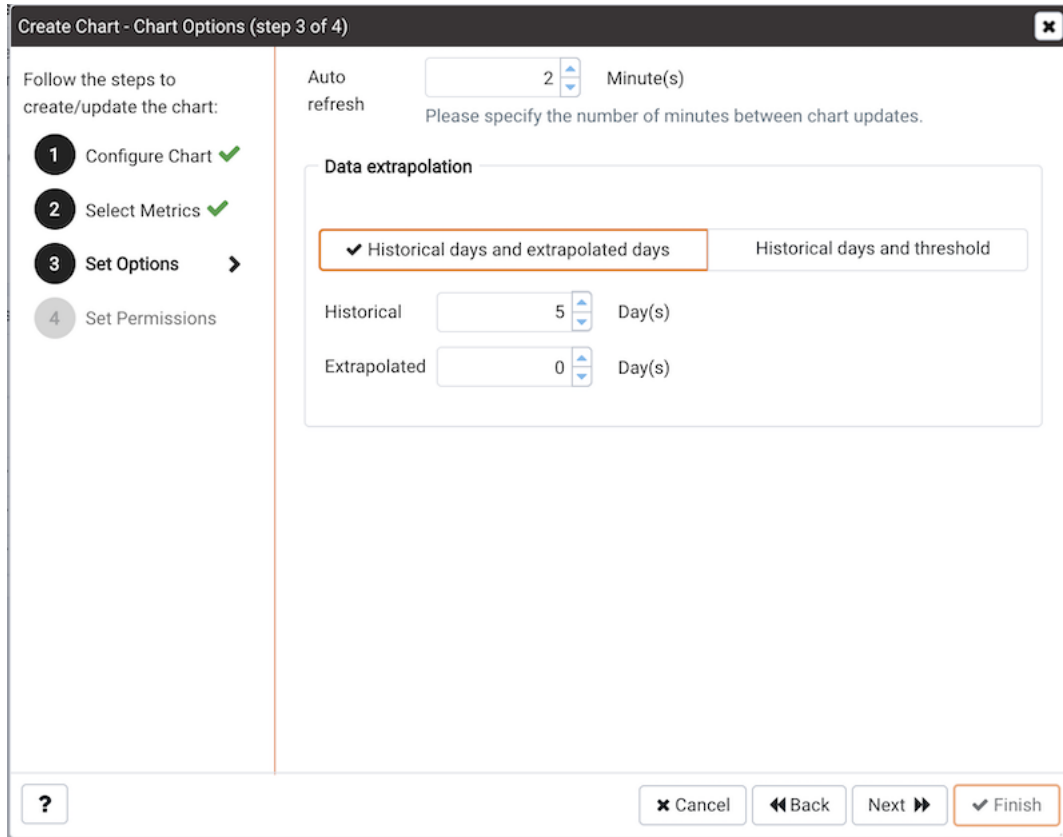 Create Chart - Chart Options (step 3 of 4)
Follow the steps to
create/update the chart:
1 Configure Chart
2 Select Metrics
3 Set Options
4 Set Permissions
Auto
refresh
2 Minute(s)
Please specify the number of minutes between chart updates.
Data extrapolation
Historical days and extrapolated days
Historical days and threshold
Historical 5 Day(s)
Extrapolated 0 Day(s)
? Cancel Back Next Finish